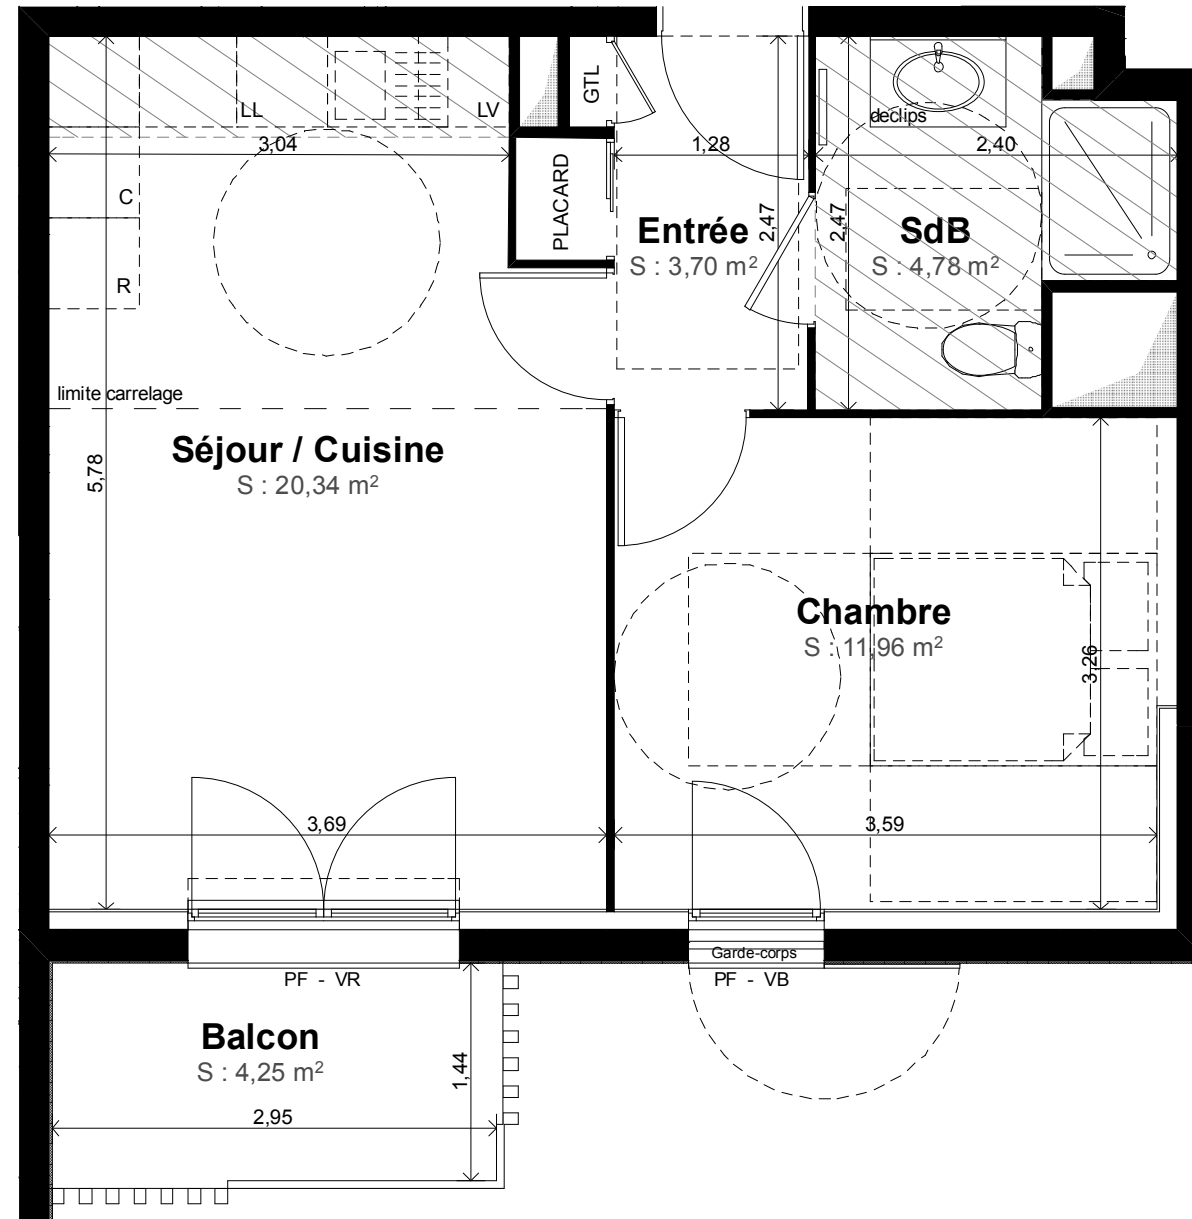 GTL
LL
LV
declips
3,04
1,28
2,40
PLACARD
C
Entrée
S : 3,70 m²
2,47
2,47
SdB
S : 4,78 m²
R
limite carrelage
Séjour / Cuisine
S : 20,34 m²
5,78
Chambre
S : 11,96 m²
3,26
3,69
3,59
Garde-corps
PF - VR
PF - VB
Balcon
S : 4,25 m²
1,44
2,95